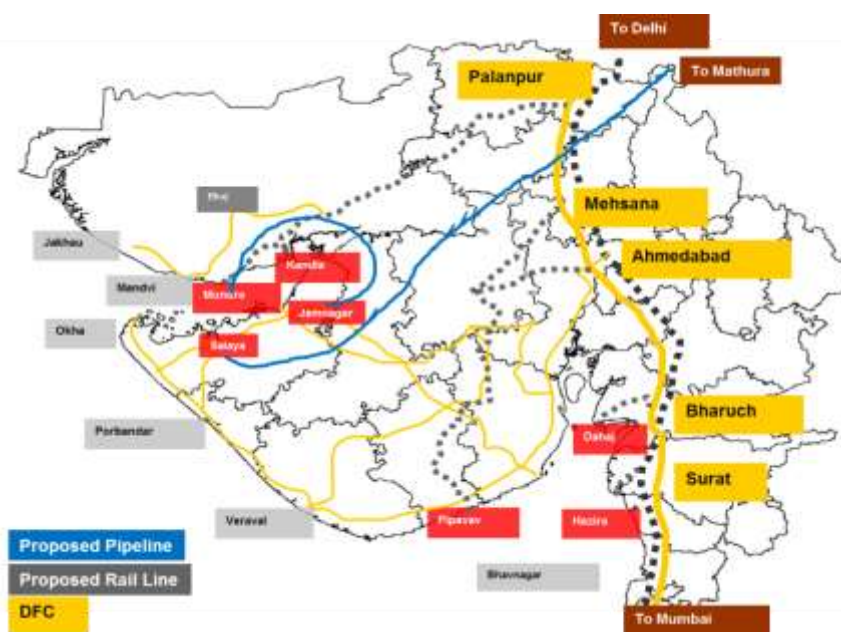 To Delhi
To Mathura
Palanpur
Mehsana
Bhuj
Jakhau
Ahmedabad
Kandla
Mandvi
Mundra
Jamnagar
Okha
Salaya
Bharuch
Porbandar
Dahej
Surat
Veraval
Pipavav
Hazira
Proposed Pipeline
Proposed Rail Line
Bhavnagar
DFC
To Mumbai